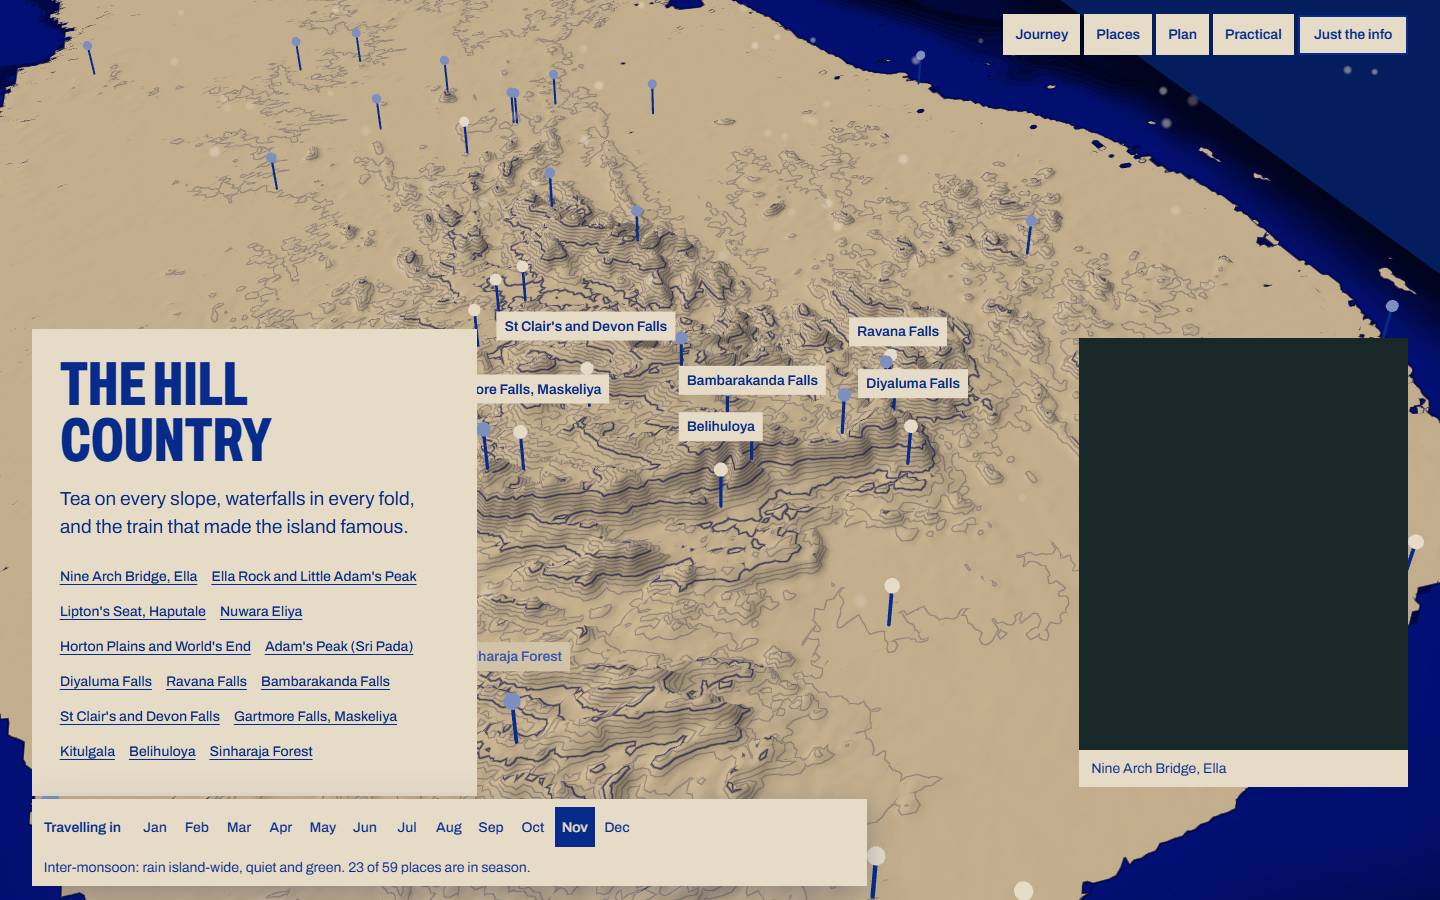 Journey
Places
Plan
Practical
Just the info
St Clair's and Devon Falls
Ravana Falls
ore Falls, Maskeliya
Bambarakanda Falls
Diyaluma Falls
Belihuloya
haraja Forest
THE HILL
COUNTRY
Tea on every slope, waterfalls in every fold,
and the train that made the island famous.
Nine Arch Bridge, Ella Ella Rock and Little Adam's Peak
Lipton's Seat, Haputale Nuwara Eliya
Horton Plains and World's End Adam's Peak (Sri Pada)
Diyaluma Falls Ravana Falls Bambarakanda Falls
St Clair's and Devon Falls Gartmore Falls, Maskeliya
Kitulgala Belihuloya Sinharaja Forest
Nine Arch Bridge, Ella
Travelling in Jan Feb Mar Apr May Jun Jul Aug Sep Oct Nov Dec
Inter-monsoon: rain island-wide, quiet and green. 23 of 59 places are in season.